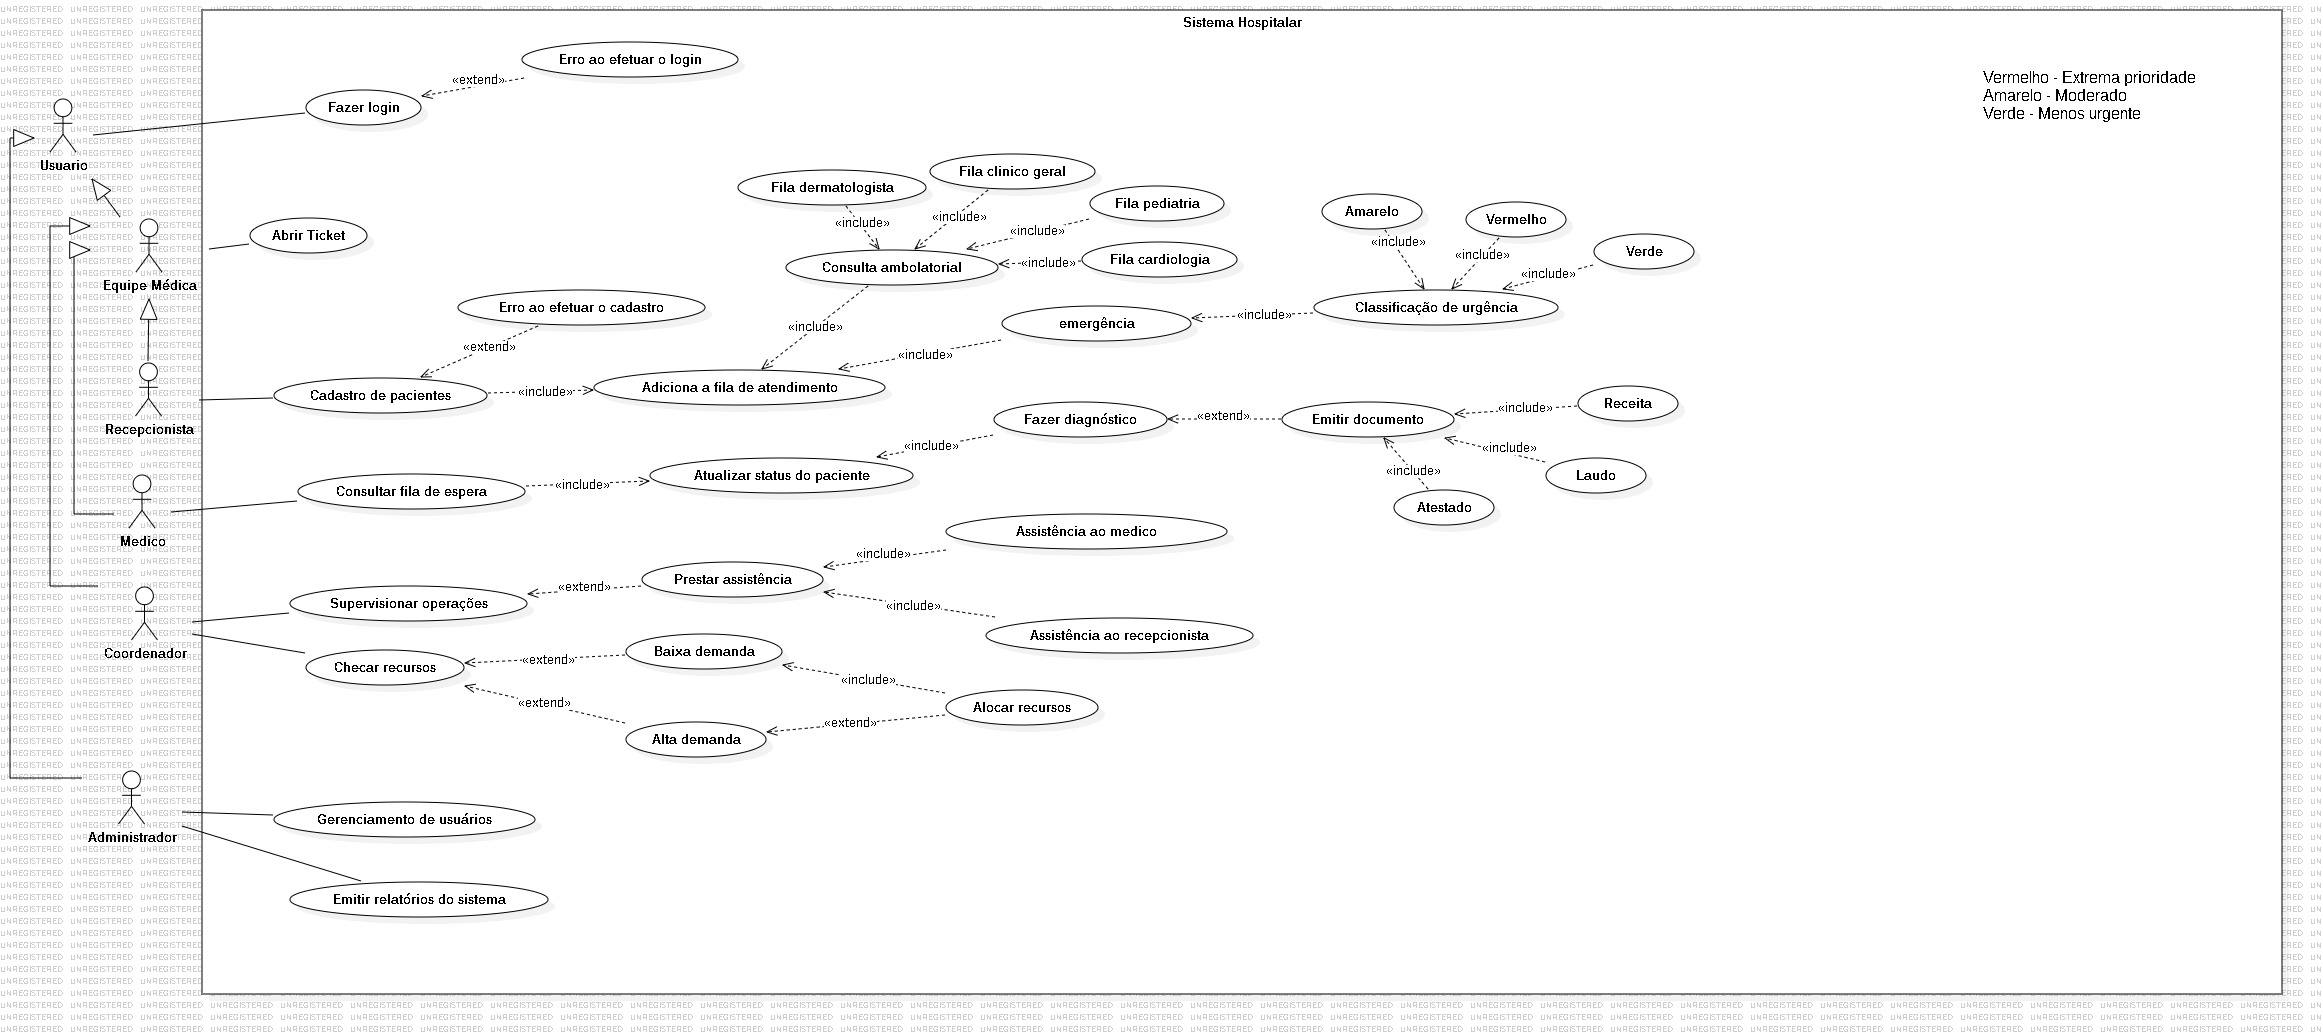 Sistema Hospitalar
Erro ao efetuar o login
«extend»
Fazer login
Vermelho - Extrema prioridade
Amarelo - Moderado
Verde - Menos urgente
Usuario
Fila dermatologista
Fila clinico geral
Fila pediatria
«include»
«include»
«include»
Fila cardiologia
«include»
Consulta ambolatorial
Amarelo
Vermelho
Verde
«include»
«include»
«include»
Abrir Ticket
Equipe Médica
Erro ao efetuar o cadastro
«extend»
«include»
emergência
«include»
Classificação de urgência
«include»
Cadastro de pacientes
«include»
Adiciona a fila de atendimento
Recepcionista
Fazer diagnóstico
«extend»
Emitir documento
«include»
Receita
«include»
«include»
Laudo
«include»
Atestado
Consultar fila de espera
«include»
Atualizar status do paciente
Medico
Assistência ao medico
«include»
Prestar assistência
«extend»
Supervisionar operações
«include»
Assistência ao recepcionista
Coordenador
Checar recursos
«extend»
Baixa demanda
«include»
«extend»
Alocar recursos
«extend»
Alta demanda
Administrador
Gerenciamento de usuários
Emitir relatórios do sistema
UNREGISTERED